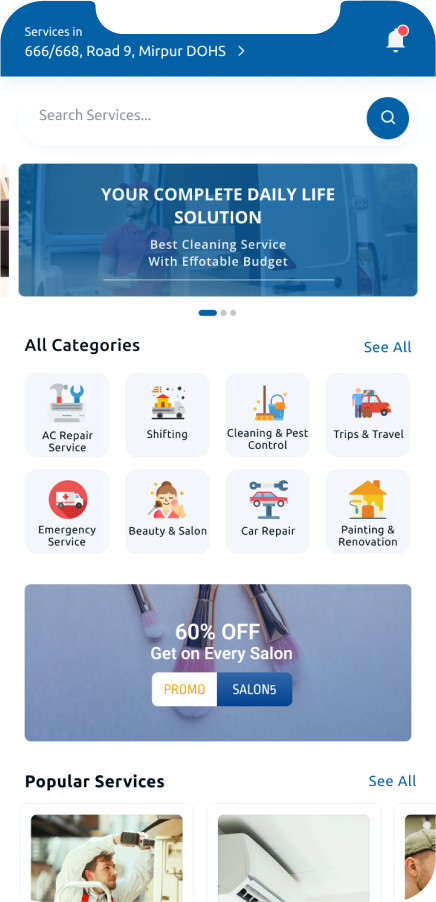 Services in
666/668, Road 9, Mirpur DOHS
Search Services...
YOUR COMPLETE DAILY LIFE
SOLUTION
Best Cleaning Service
With Effotable Budget
All Categories
See All
AC Repair
Service
Shifting
Cleaning & Pest
Control
Trips & Travel
Emergency
Service
Beauty & Salon
Car Repair
Painting &
Renovation
60% OFF
Get on Every Salon
PROMO SALON5
Popular Services
See All